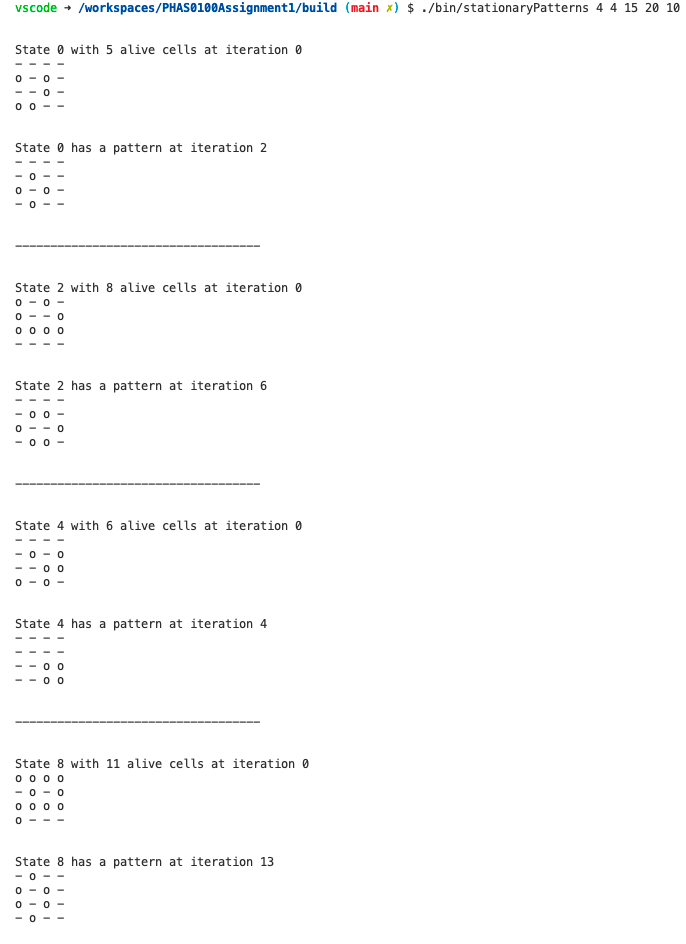 vscode → /workspaces/PHAS0100Assignment1/build (main ✗) $ ./bin/stationaryPatterns 4 4 15 20 10
State 0 with 5 alive cells at iteration 0
- - - -
o - o -
- - o -
o o - -
State 0 has a pattern at iteration 2
- - - -
- o - -
o - o -
- o - -
-----------------------------------
State 2 with 8 alive cells at iteration 0
o - o -
o - - o
o o o o
- - - -
State 2 has a pattern at iteration 6
- - - -
- o o -
o - - o
- o o -
-----------------------------------
State 4 with 6 alive cells at iteration 0
- - - -
- o - o
- - o o
o - o -
State 4 has a pattern at iteration 4
- - - -
- - - -
- - o o
- - o o
-----------------------------------
State 8 with 11 alive cells at iteration 0
o o o o
- o - o
o o o o
o - - -
State 8 has a pattern at iteration 13
- o - -
o - o -
o - o -
- o - -